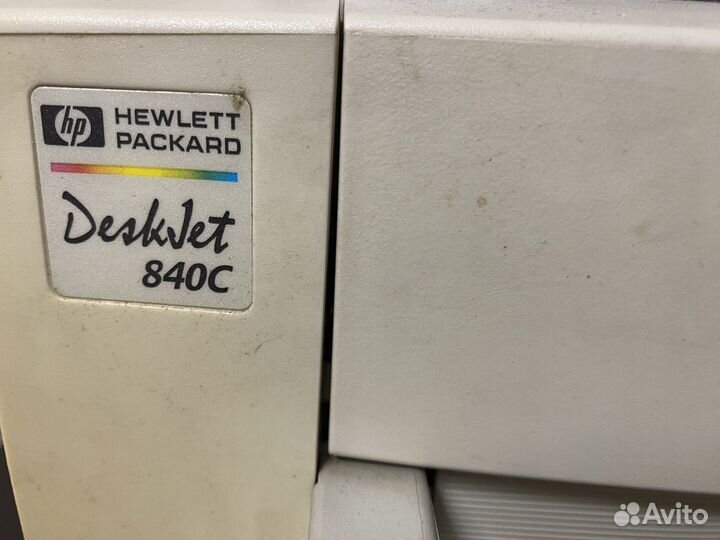 hp
HEWLETT
PACKARD
DeskJet
840C
Avito